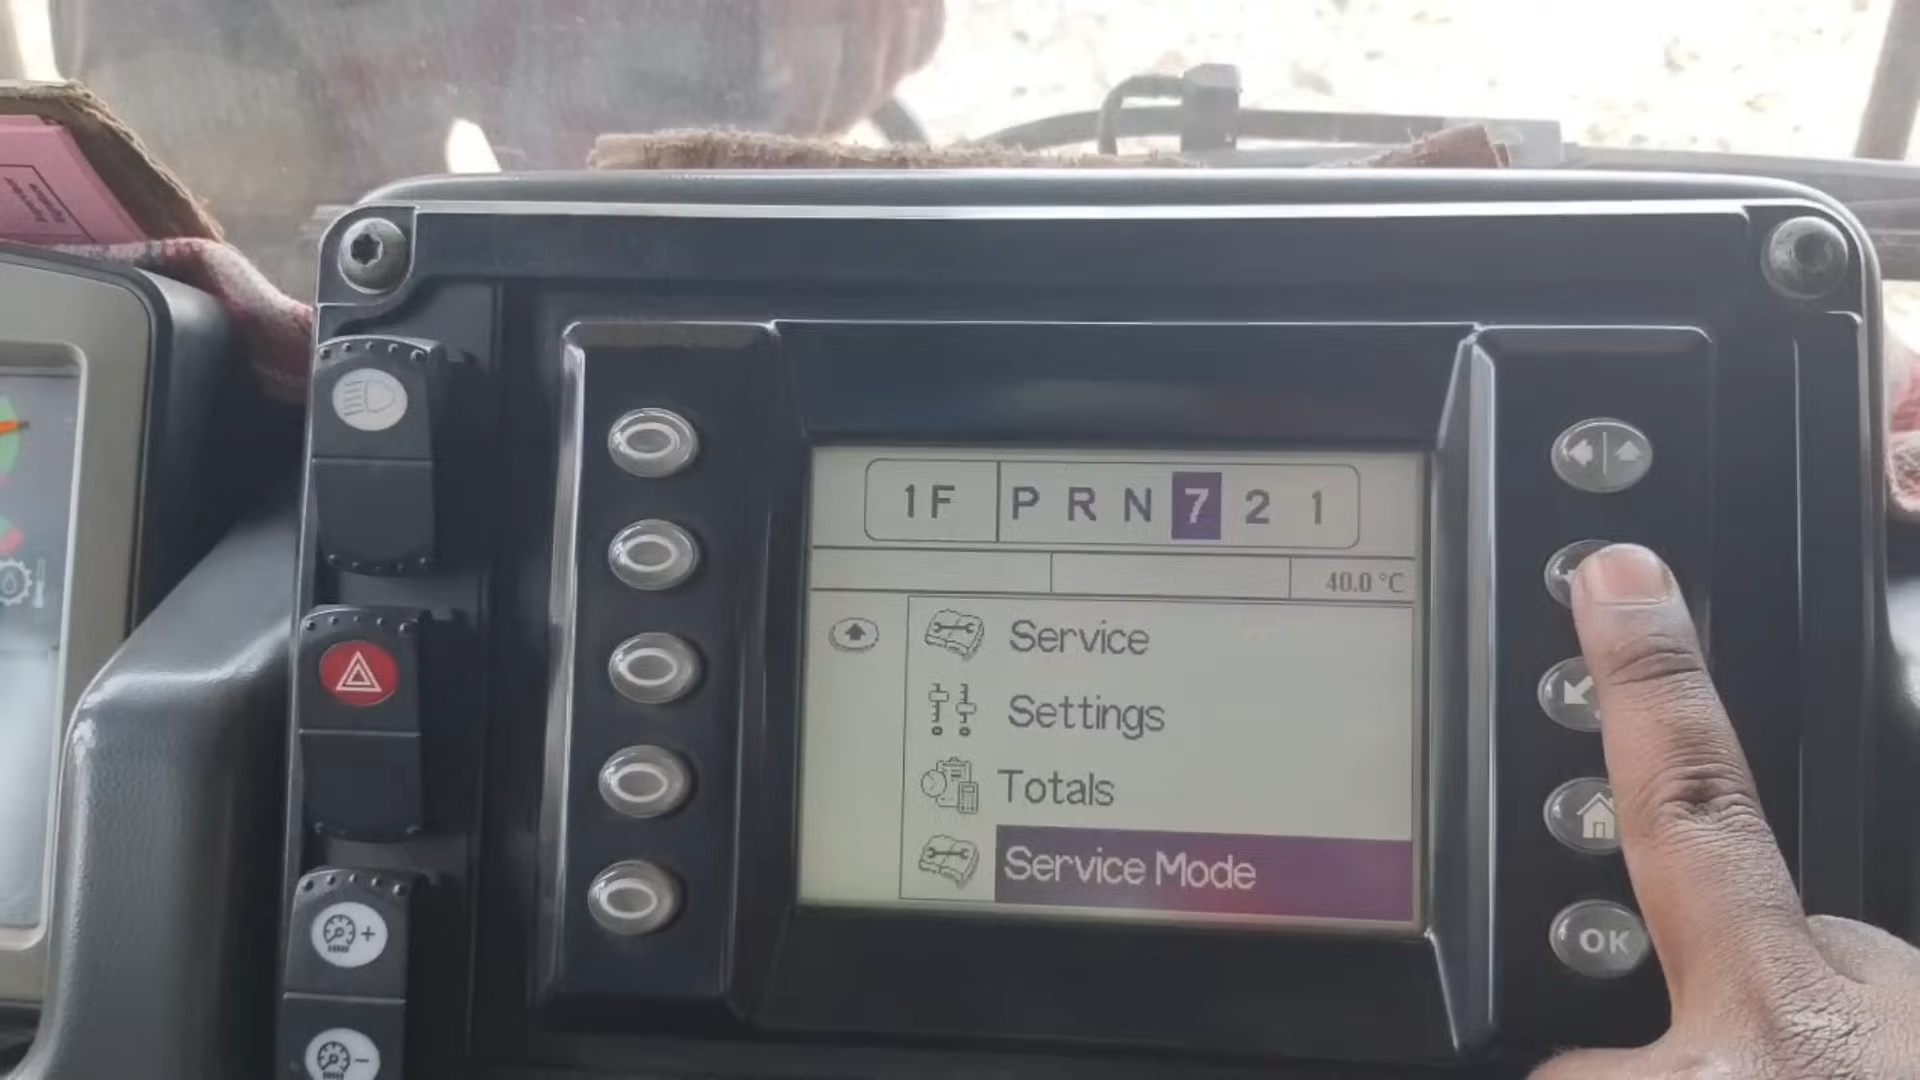 1F P R N 7 2 1
40.0 °C
Service
Settings
Totals
Service Mode
OK